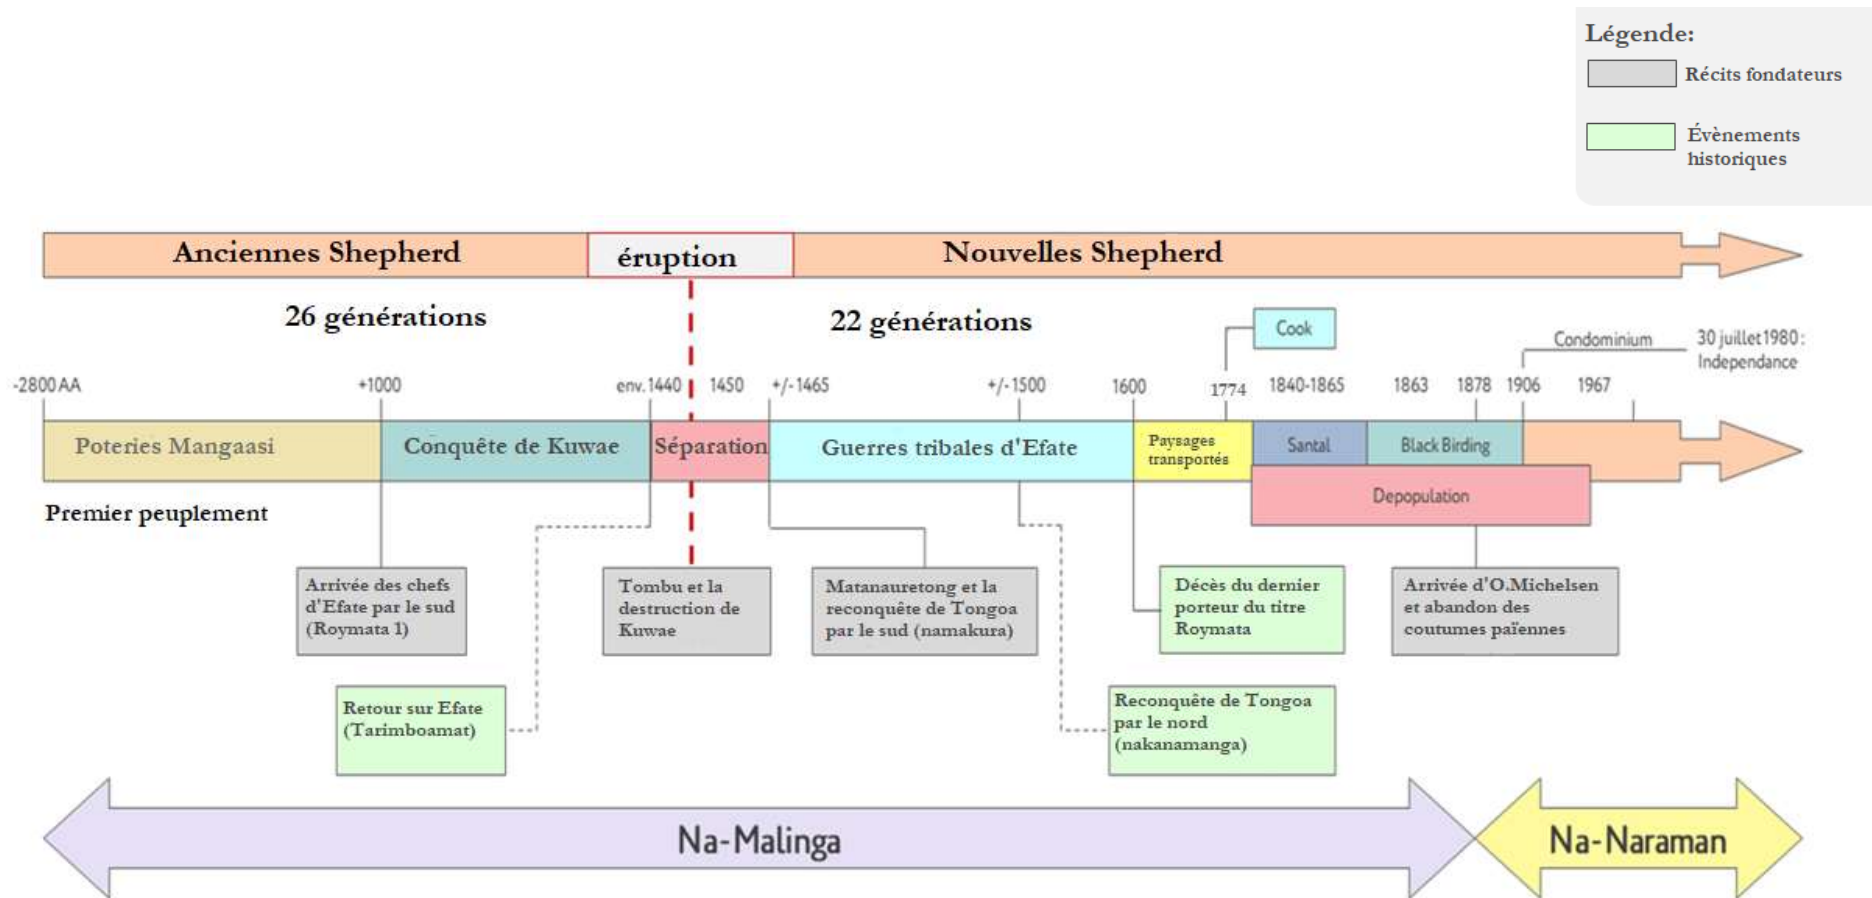 Légende:
Récits fondateurs
Évènements
historiques
Anciennes Shepherd
éruption
Nouvelles Shepherd
26 générations
22 générations
Cook
Condominium
30 juillet 1980 :
Independance
-2800 AA
+1000
env. 1440
1450
+/-1465
+/-1500
1600
1774
1840-1865
1863
1878
1906
1967
Poteries Mangaasi
Conquête de Kuwae
Séparation
Guerres tribales d'Efate
Paysages
transportés
Santal
Black Birding
Depopulation
Premier peuplement
Arrivée des chefs
d'Efate par le sud
(Roymata 1)
Tombu et la
destruction de
Kuwae
Matanauretong et la
reconquête de Tongoa
par le sud (namakura)
Décès du dernier
porteur du titre
Roymata
Arrivée d'O.Michelsen
et abandon des
coutumes païennes
Retour sur Efate
(Tarimboamat)
Reconquête de Tongoa
par le nord
(nakanamanga)
Na-Malinga
Na-Naraman